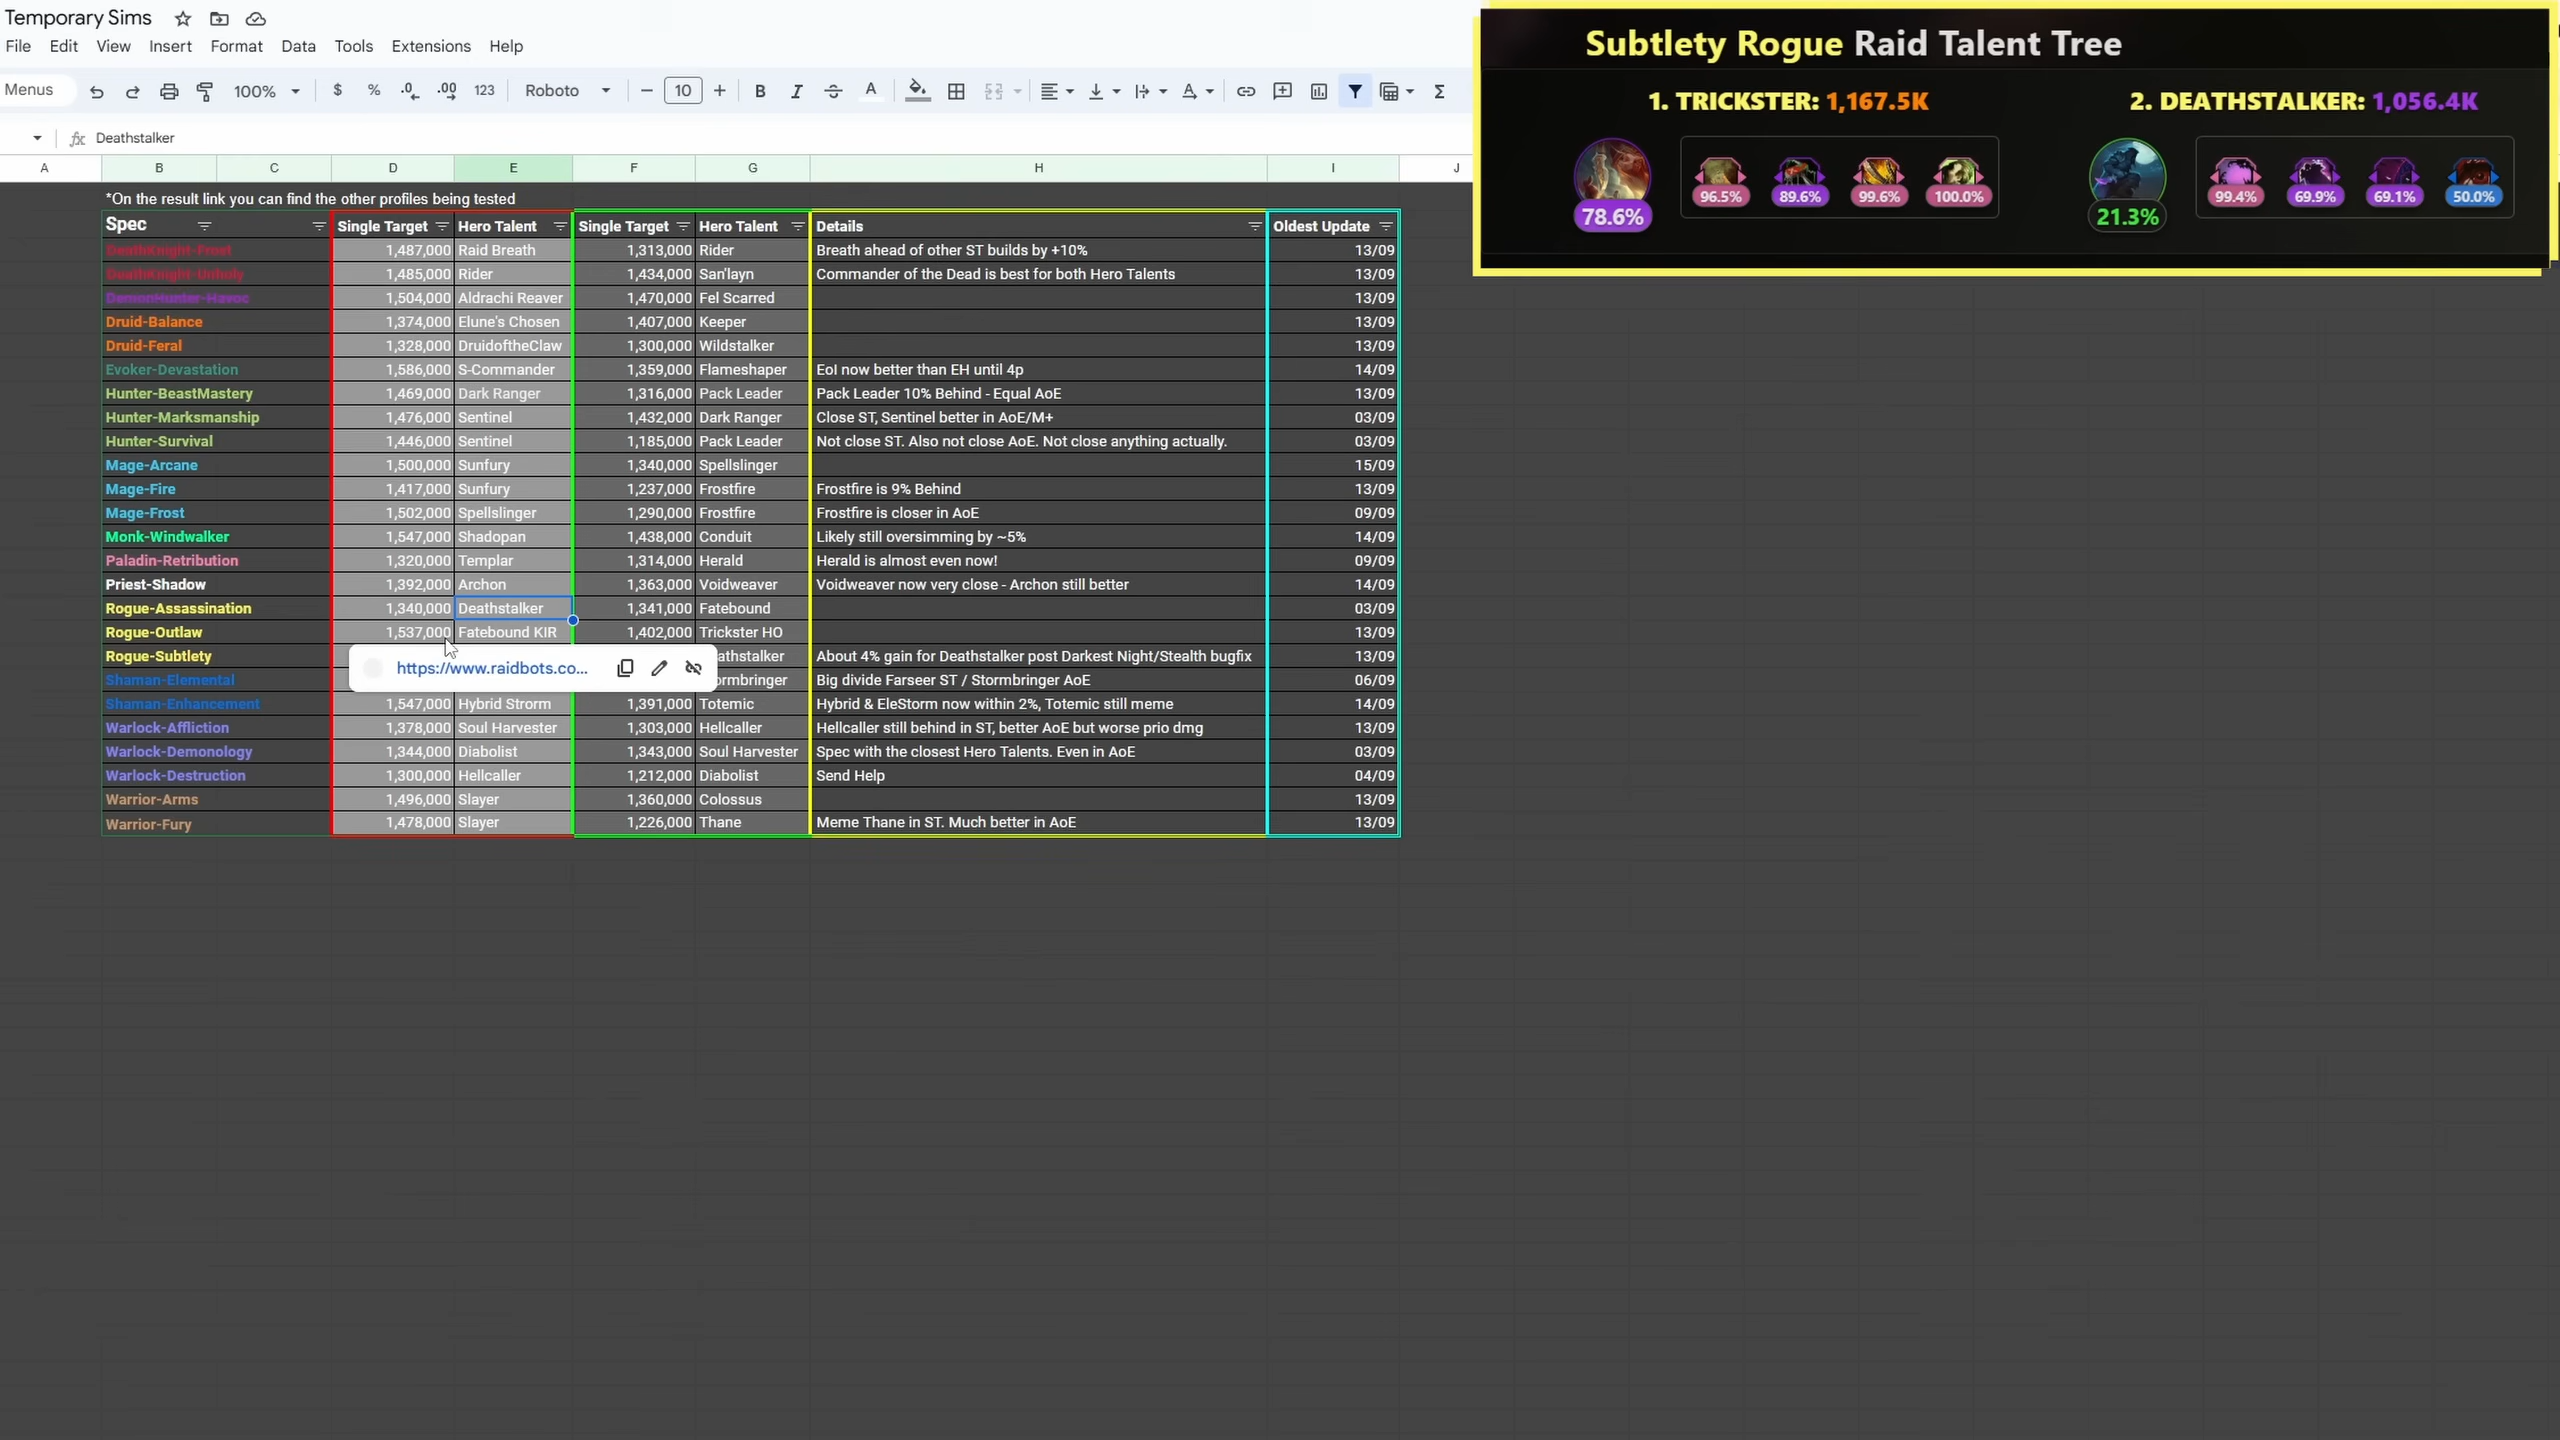 Temporary Sims
File Edit View Insert Format Data Tools Extensions Help
Menus 100% $ % .0 .00 123 Roboto 10 B I A Σ
fx Deathstalker
A B C D E F G H I J
*On the result link you can find the other profiles being tested
Spec Single Target Hero Talent Single Target Hero Talent Details Oldest Update
DeathKnight-Frost 1,487,000 Raid Breath 1,313,000 Rider Breath ahead of other ST builds by +10% 13/09
DeathKnight-Unholy 1,485,000 Rider 1,434,000 San'layn Commander of the Dead is best for both Hero Talents 13/09
DemonHunter-Havoc 1,504,000 Aldrachi Reaver 1,470,000 Fel Scarred 13/09
Druid-Balance 1,374,000 Elune's Chosen 1,407,000 Keeper 13/09
Druid-Feral 1,328,000 DruidoftheClaw 1,300,000 Wildstalker 13/09
Evoker-Devastation 1,586,000 S-Commander 1,359,000 Flameshaper EoI now better than EH until 4p 14/09
Hunter-BeastMastery 1,469,000 Dark Ranger 1,316,000 Pack Leader Pack Leader 10% Behind - Equal AoE 13/09
Hunter-Marksmanship 1,476,000 Sentinel 1,432,000 Dark Ranger Close ST, Sentinel better in AoE/M+ 03/09
Hunter-Survival 1,446,000 Sentinel 1,185,000 Pack Leader Not close ST. Also not close AoE. Not close anything actually. 03/09
Mage-Arcane 1,500,000 Sunfury 1,340,000 Spellslinger 15/09
Mage-Fire 1,417,000 Sunfury 1,237,000 Frostfire Frostfire is 9% Behind 13/09
Mage-Frost 1,502,000 Spellslinger 1,290,000 Frostfire Frostfire is closer in AoE 09/09
Monk-Windwalker 1,547,000 Shadopan 1,438,000 Conduit Likely still oversimming by ~5% 14/09
Paladin-Retribution 1,320,000 Templar 1,314,000 Herald Herald is almost even now! 09/09
Priest-Shadow 1,392,000 Archon 1,363,000 Voidweaver Voidweaver now very close - Archon still better 14/09
Rogue-Assassination 1,340,000 Deathstalker 1,341,000 Fatebound 03/09
Rogue-Outlaw 1,537,000 Fatebound KIR 1,402,000 Trickster HO 13/09
Rogue-Subtlety athstalker About 4% gain for Deathstalker post Darkest Night/Stealth bugfix 13/09
https://www.raidbots.co...
Shaman-Elemental ormbringer Big divide Farseer ST / Stormbringer AoE 06/09
Shaman-Enhancement 1,547,000 Hybrid Strorm 1,391,000 Totemic Hybrid & EleStorm now within 2%, Totemic still meme 14/09
Warlock-Affliction 1,378,000 Soul Harvester 1,303,000 Hellcaller Hellcaller still behind in ST, better AoE but worse prio dmg 13/09
Warlock-Demonology 1,344,000 Diabolist 1,343,000 Soul Harvester Spec with the closest Hero Talents. Even in AoE 03/09
Warlock-Destruction 1,300,000 Hellcaller 1,212,000 Diabolist Send Help 04/09
Warrior-Arms 1,496,000 Slayer 1,360,000 Colossus 13/09
Warrior-Fury 1,478,000 Slayer 1,226,000 Thane Meme Thane in ST. Much better in AoE 13/09
Subtlety Rogue Raid Talent Tree
1. TRICKSTER: 1,167.5K 2. DEATHSTALKER: 1,056.4K
96.5% 89.6% 99.6% 100.0% 99.4% 69.9% 69.1% 50.0%
78.6% 21.3%